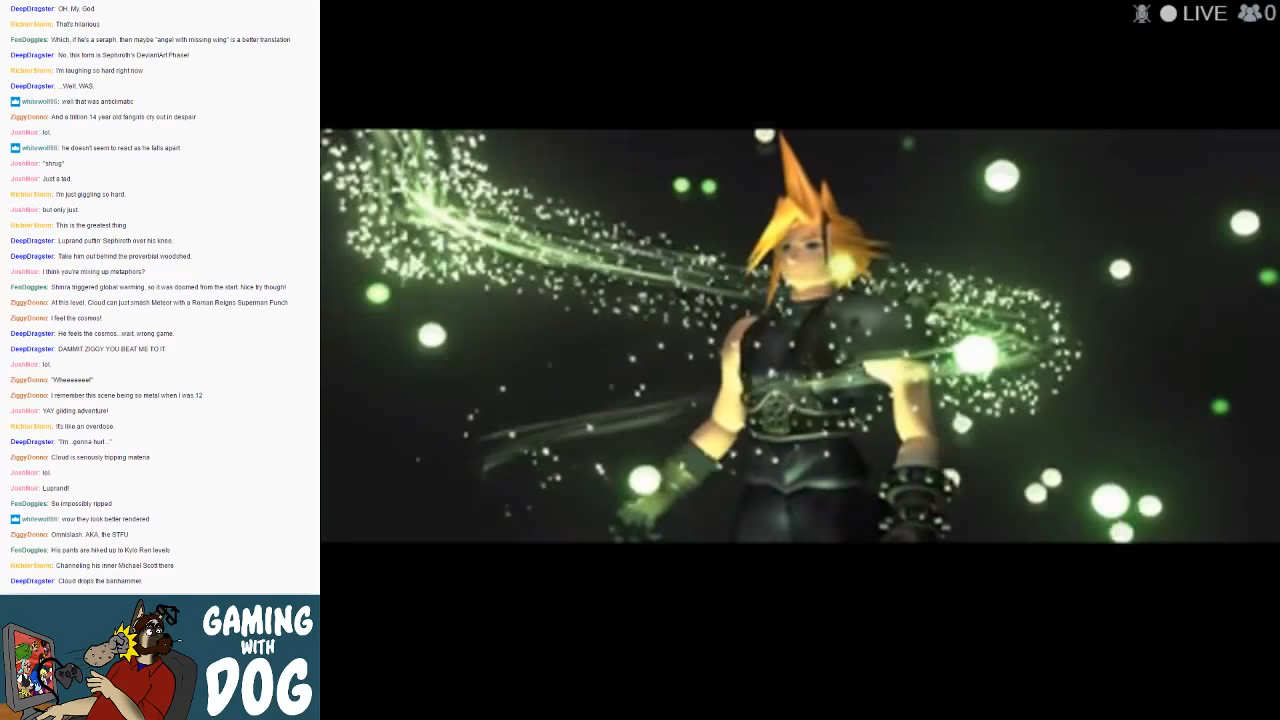 DeepDragster: OH. My. God.
RichterStorm: That's hilarious
FenDoggles: Which, if he's a seraph, then maybe "angel with missing wing" is a better translation
DeepDragster: No, this form is Sephiroth's DeviantArt Phase!
RichterStorm: I'm laughing so hard right now
DeepDragster: ...Well, WAS.
whitewolf86: well that was anticlimatic
ZiggyDonno: And a trillion 14 year old fangirls cry out in despair
JoshNoir: lol.
whitewolf86: he doesn't seem to react as he falls apart
JoshNoir: *shrug*
JoshNoir: Just a tad.
RichterStorm: I'm just giggling so hard.
JoshNoir: but only just.
RichterStorm: This is the greatest thing
DeepDragster: Luprand puttin' Sephiroth over his knee,
DeepDragster: Take him out behind the proverbial woodshed.
JoshNoir: I think you're mixing up metaphors?
FenDoggles: Shinra triggered global warming, so it was doomed from the start. Nice try though!
ZiggyDonno: At this level, Cloud can just smash Meteor with a Roman Reigns Superman Punch
ZiggyDonno: I feel the cosmos!
DeepDragster: He feels the cosmos...wait, wrong game.
DeepDragster: DAMMIT ZIGGY YOU BEAT ME TO IT.
JoshNoir: lol.
ZiggyDonno: "Wheeeeeee!"
ZiggyDonno: I remember this scene being so metal when I was 12
JoshNoir: YAY gilding adventure!
RichterStorm: It's like an overdose.
DeepDragster: "I'm...gonna hurl..."
ZiggyDonno: Cloud is seriously tripping materia
JoshNoir: lol.
JoshNoir: Luprand!
FenDoggles: So impossibly ripped
whitewolf86: wow they look better rendered
ZiggyDonno: Omnislash. AKA, the STFU
FenDoggles: His pants are hiked up to Kylo Ren levels
RichterStorm: Channeling his inner Michael Scott there
DeepDragster: Cloud drops the banhammer.
GAMING
WITH
DOG
LIVE 0